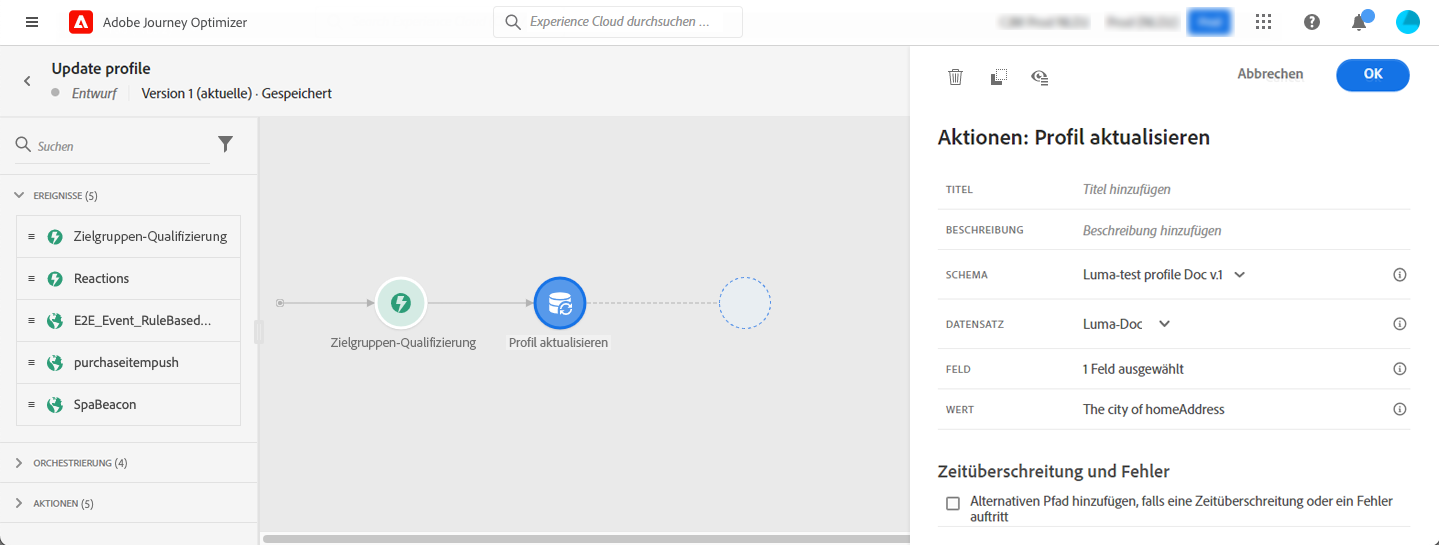 Adobe Journey Optimizer
Experience Cloud durchsuchen ...
Update profile
Entwurf
Version 1 (aktuelle) · Gespeichert
Abbrechen
OK
Suchen
EREIGNISSE (5)
Zielgruppen-Qualifizierung
Reactions
E2E_Event_RuleBased...
purchaseitempush
SpaBeacon
ORCHESTRIERUNG (4)
AKTIONEN (5)
Zielgruppen-Qualifizierung
Profil aktualisieren
Aktionen: Profil aktualisieren
TITEL
Titel hinzufügen
BESCHREIBUNG
Beschreibung hinzufügen
SCHEMA
Luma-test profile Doc v.1
DATENSATZ
Luma-Doc
FELD
1 Feld ausgewählt
WERT
The city of homeAddress
Zeitüberschreitung und Fehler
Alternativen Pfad hinzufügen, falls eine Zeitüberschreitung oder ein Fehler
auftritt